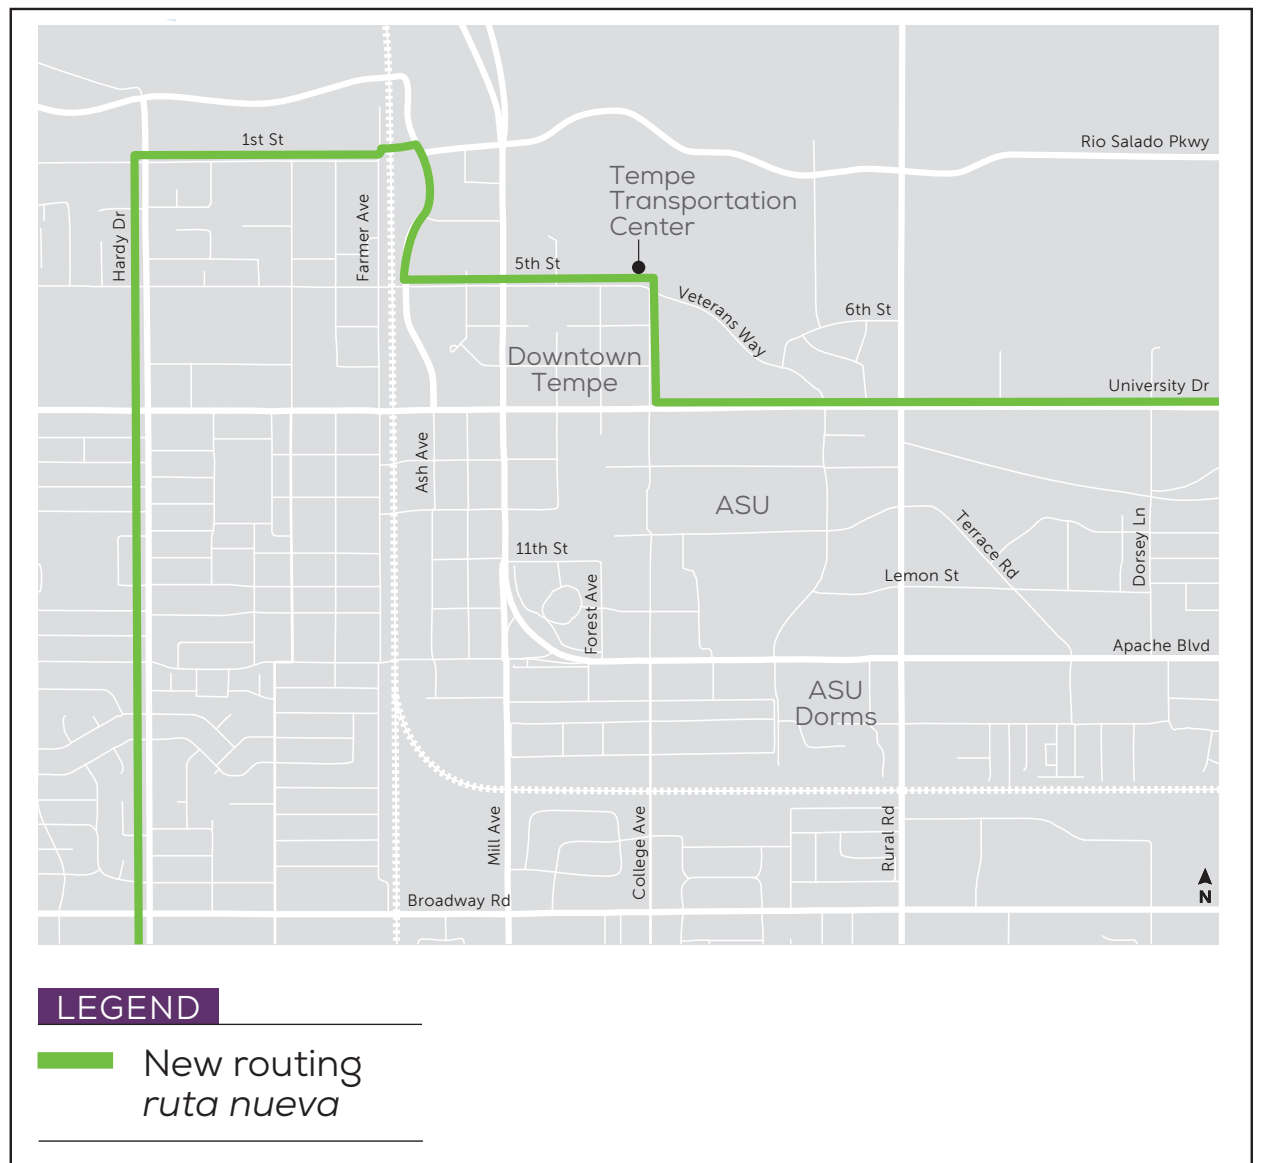 1st St
Rio Salado Pkwy
Tempe
Transportation
Center
Hardy Dr
Farmer Ave
5th St
Veterans Way
6th St
Downtown
Tempe
University Dr
Ash Ave
ASU
11th St
Terrace Rd
Dorsey Ln
Lemon St
Forest Ave
Apache Blvd
ASU
Dorms
Mill Ave
College Ave
Rural Rd
Broadway Rd
N
LEGEND
New routing
ruta nueva